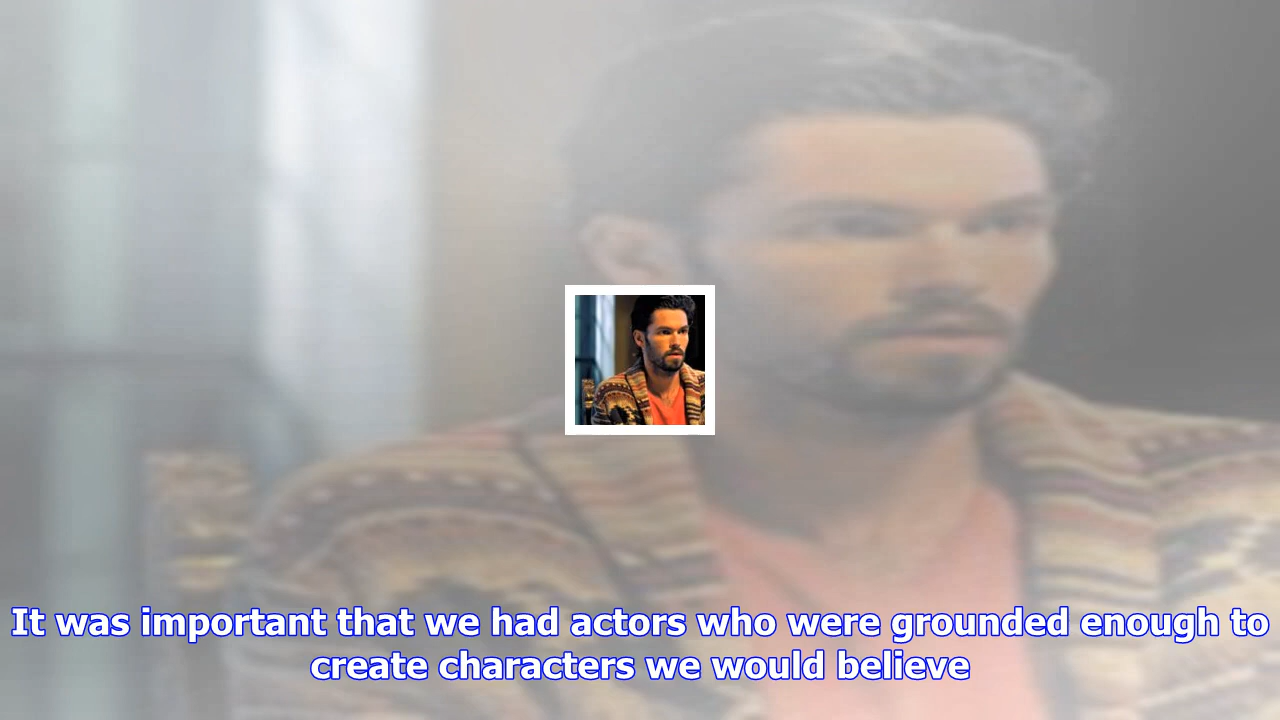 It was important that we had actors who were grounded enough to
create characters we would believe